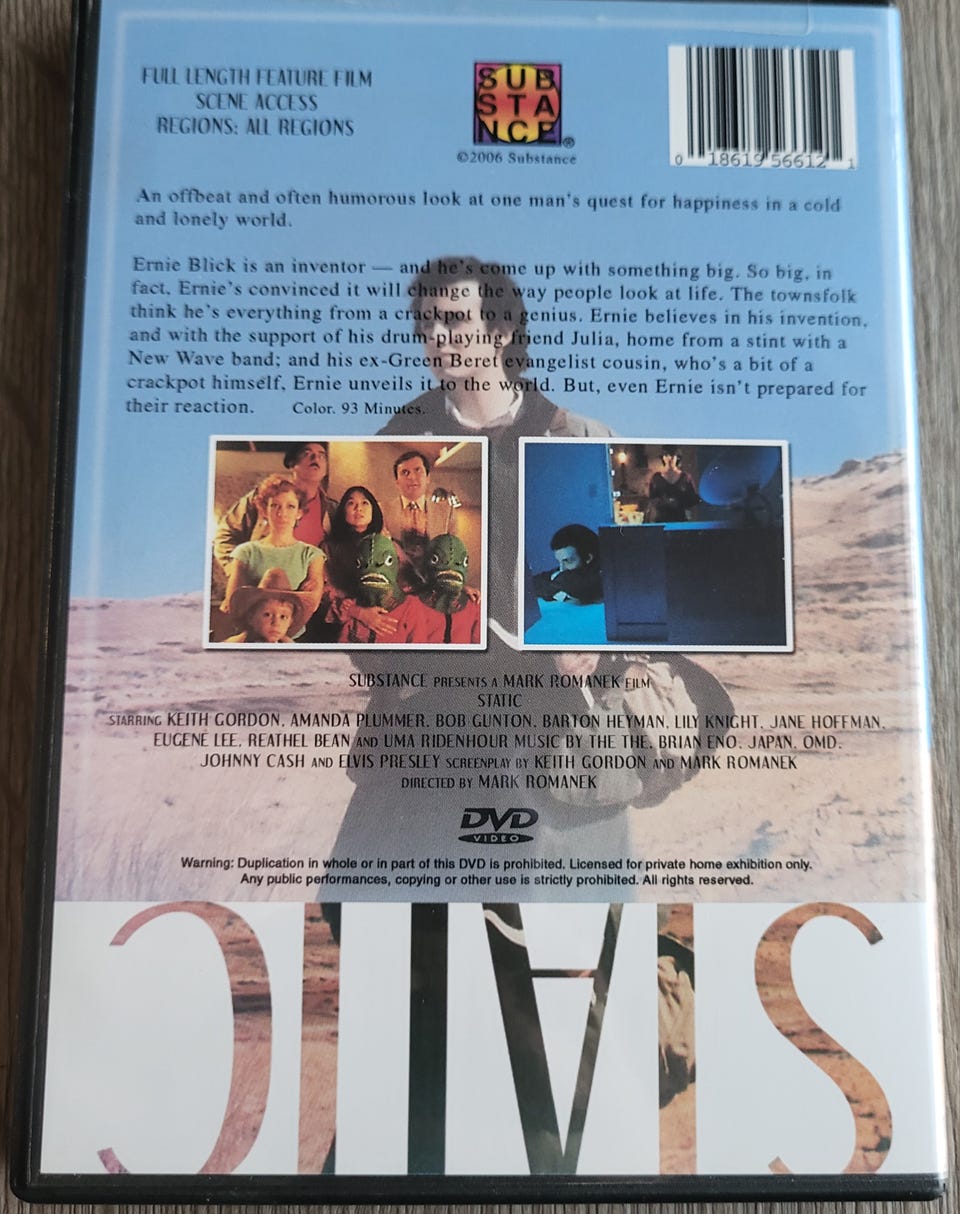 FULL LENGTH FEATURE FILM
SCENE ACCESS
REGIONS: ALL REGIONS
SUB
STA
NCE®
©2006 Substance
0 18619 56612 1
An offbeat and often humorous look at one man's quest for happiness in a cold
and lonely world.
Ernie Blick is an inventor — and he's come up with something big. So big, in
fact, Ernie's convinced it will change the way people look at life. The townsfolk
think he's everything from a crackpot to a genius. Ernie believes in his invention,
and with the support of his drum-playing friend Julia, home from a stint with a
New Wave band; and his ex-Green Beret evangelist cousin, who's a bit of a
crackpot himself, Ernie unveils it to the world. But, even Ernie isn't prepared for
their reaction. Color. 93 Minutes.
SUBSTANCE PRESENTS A MARK ROMANEK FILM
STATIC
STARRING KEITH GORDON, AMANDA PLUMMER, BOB GUNTON, BARTON HEYMAN, LILY KNIGHT, JANE HOFFMAN,
EUGENE LEE, REATHEL BEAN AND UMA RIDENHOUR MUSIC BY THE THE, BRIAN ENO, JAPAN, OMD,
JOHNNY CASH AND ELVIS PRESLEY SCREENPLAY BY KEITH GORDON AND MARK ROMANEK
DIRECTED BY MARK ROMANEK
DVD
VIDEO
Warning: Duplication in whole or in part of this DVD is prohibited. Licensed for private home exhibition only.
Any public performances, copying or other use is strictly prohibited. All rights reserved.
STATIC